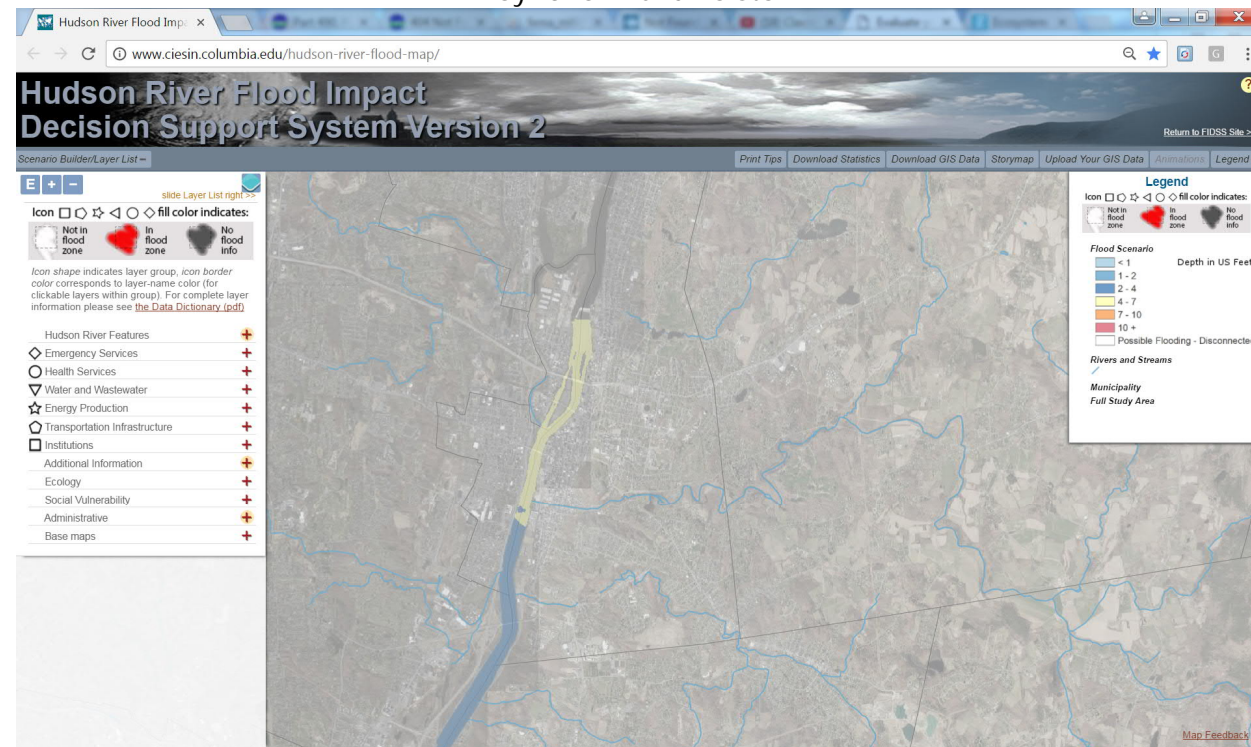 Hudson River Flood Impa
www.ciesin.columbia.edu/hudson-river-flood-map/
Hudson River Flood Impact
Decision Support System Version 2
?
Return to FIDSS Site >
Scenario Builder/Layer List –
Print Tips Download Statistics Download GIS Data Storymap Upload Your GIS Data Animations Legend
E + –
slide Layer List right >>
Icon fill color indicates:
Not in flood zone
In flood zone
No flood info
Icon shape indicates layer group, icon border
color corresponds to layer-name color (for
clickable layers within group). For complete layer
information please see the Data Dictionary (pdf)
Hudson River Features +
Emergency Services +
Health Services +
Water and Wastewater +
Energy Production +
Transportation Infrastructure +
Institutions +
Additional Information +
Ecology +
Social Vulnerability +
Administrative +
Base maps +
Legend
Icon fill color indicates:
Not in flood zone
In flood zone
No flood info
Flood Scenario
< 1 Depth in US Feet
1 - 2
2 - 4
4 - 7
7 - 10
10 +
Possible Flooding - Disconnecte
Rivers and Streams
Municipality
Full Study Area
Map Feedback